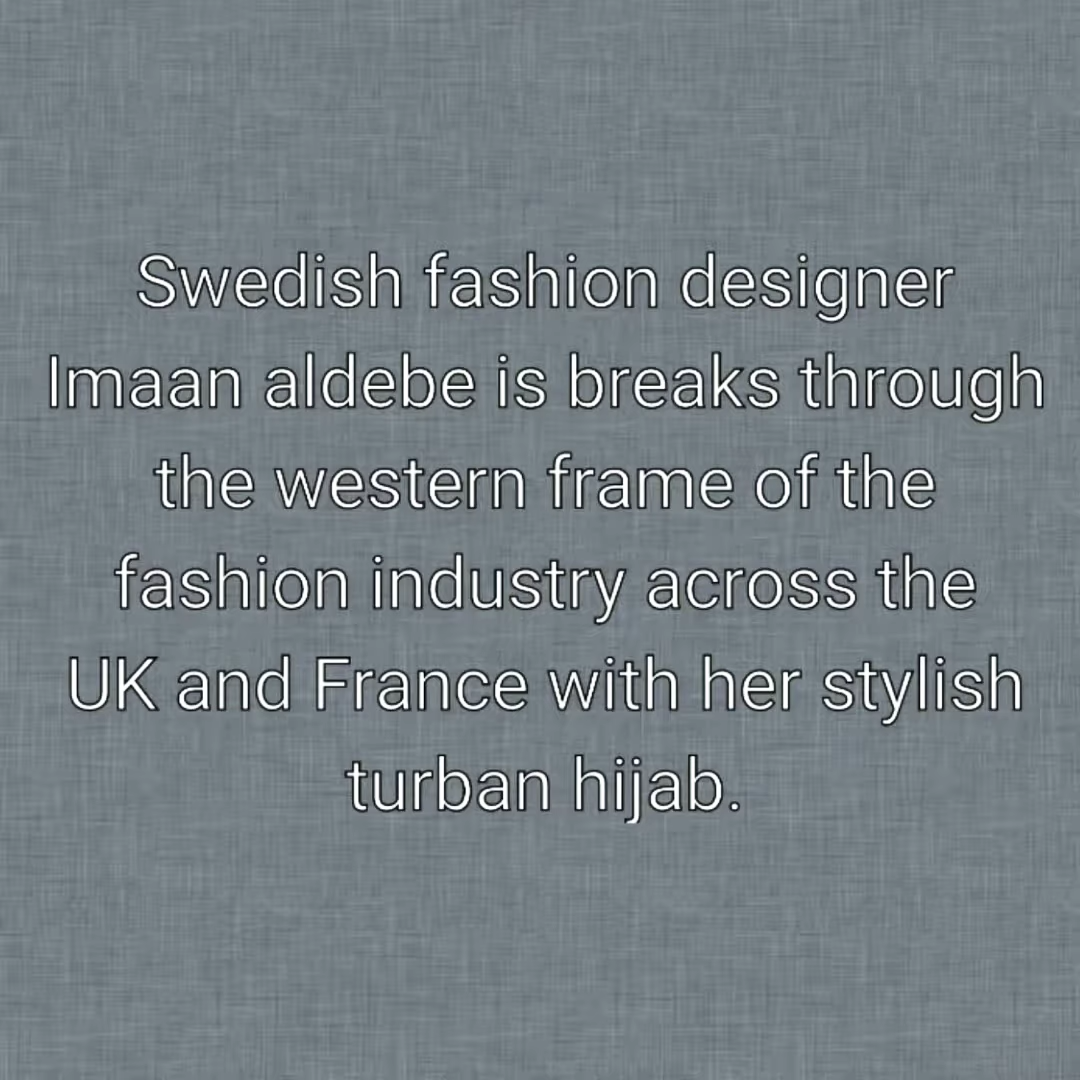 Swedish fashion designer
Imaan aldebe is breaks through
the western frame of the
fashion industry across the
UK and France with her stylish
turban hijab.